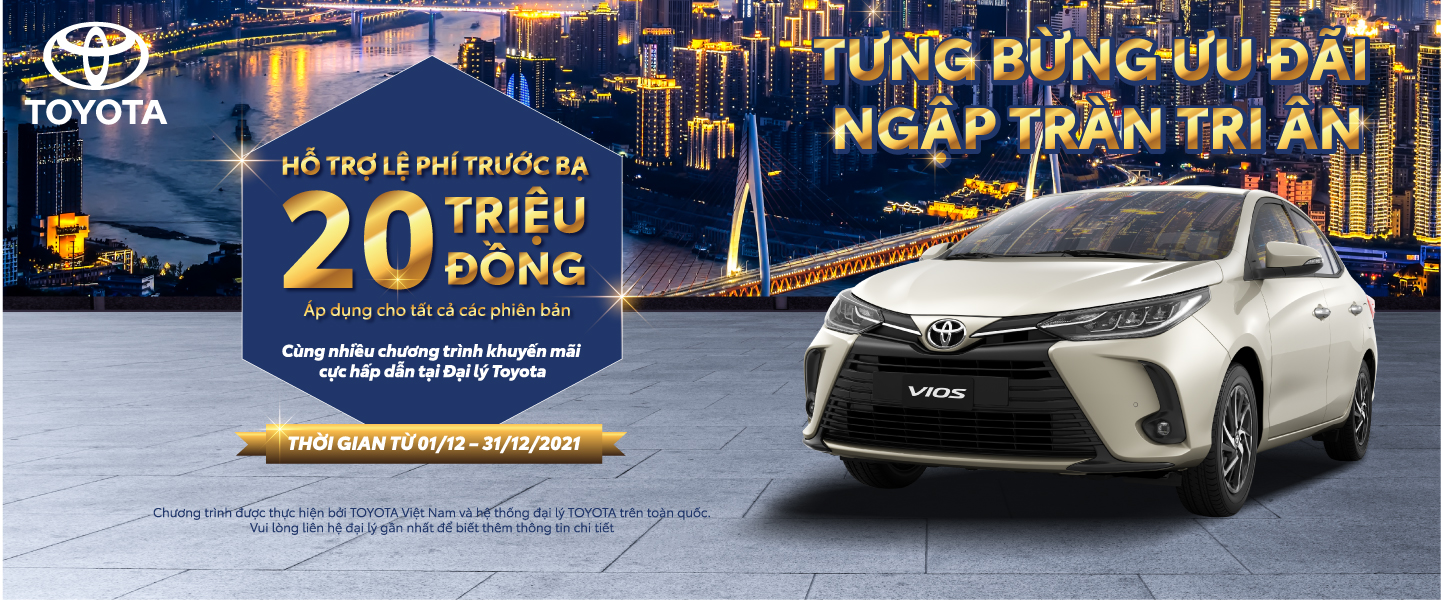 TOYOTA
TƯNG BỪNG ƯU ĐÃI
NGẬP TRÀN TRI ÂN
HỖ TRỢ LỆ PHÍ TRƯỚC BẠ
20 TRIỆU
ĐỒNG
Áp dụng cho tất cả các phiên bản
Cùng nhiều chương trình khuyến mãi
cực hấp dẫn tại Đại lý Toyota
THỜI GIAN TỪ 01/12 – 31/12/2021
VIOS
Chương trình được thực hiện bởi TOYOTA Việt Nam và hệ thống đại lý TOYOTA trên toàn quốc.
Vui lòng liên hệ đại lý gần nhất để biết thêm thông tin chi tiết